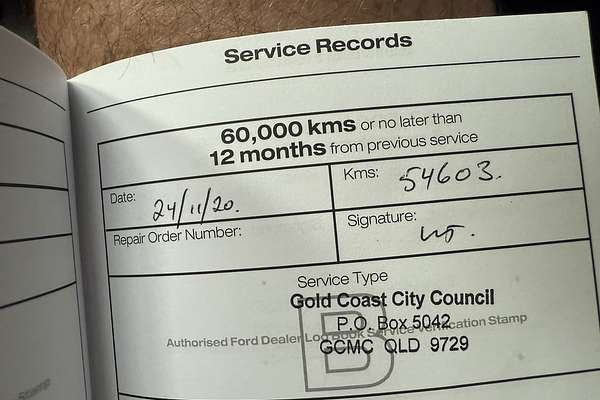 Service Records
60,000 kms or no later than
12 months from previous service
Date: 24/11/20.
Kms: 54603.
Repair Order Number:
Signature:
Service Type
B
Gold Coast City Council
P.O. Box 5042
Authorised Ford Dealer Log Book Service Verification Stamp
GCMC QLD 9729